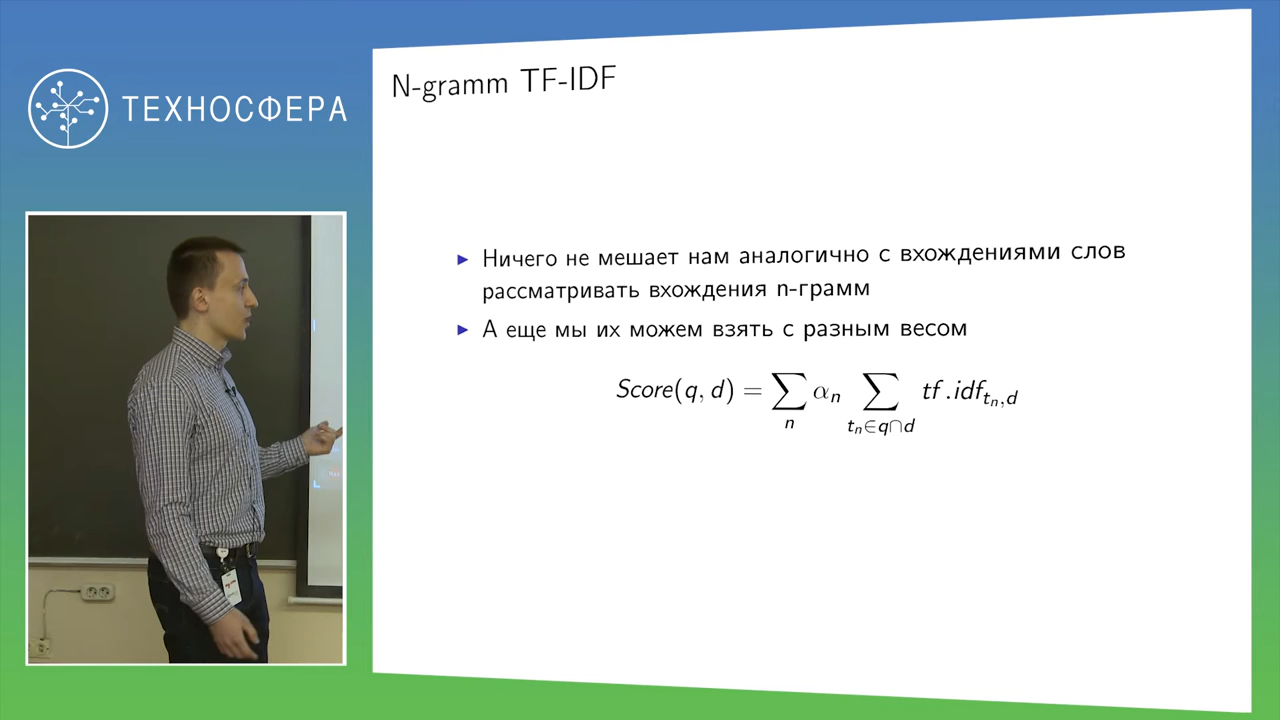 ТЕХНОСФЕРА
N-gramm TF-IDF
Ничего не мешает нам аналогично с вхождениями слов
рассматривать вхождения n-грамм
А еще мы их можем взять с разным весом
Score(q, d) = ∑_n α_n ∑_{t_n∈q∩d} tf.idf_{t_n,d}